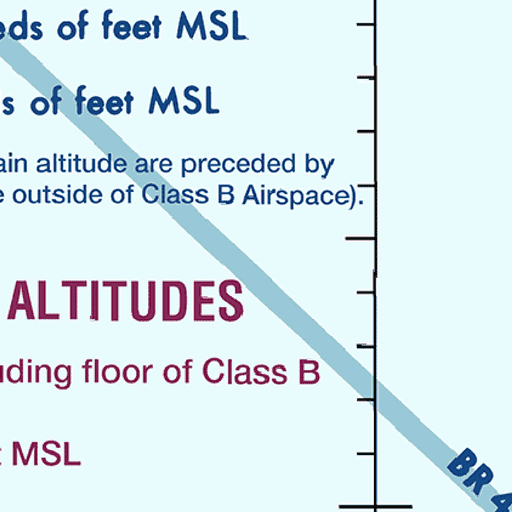 eds of feet MSL
s of feet MSL
ain altitude are preceded by
e outside of Class B Airspace).
ALTITUDES
uding floor of Class B
t MSL
BR 4